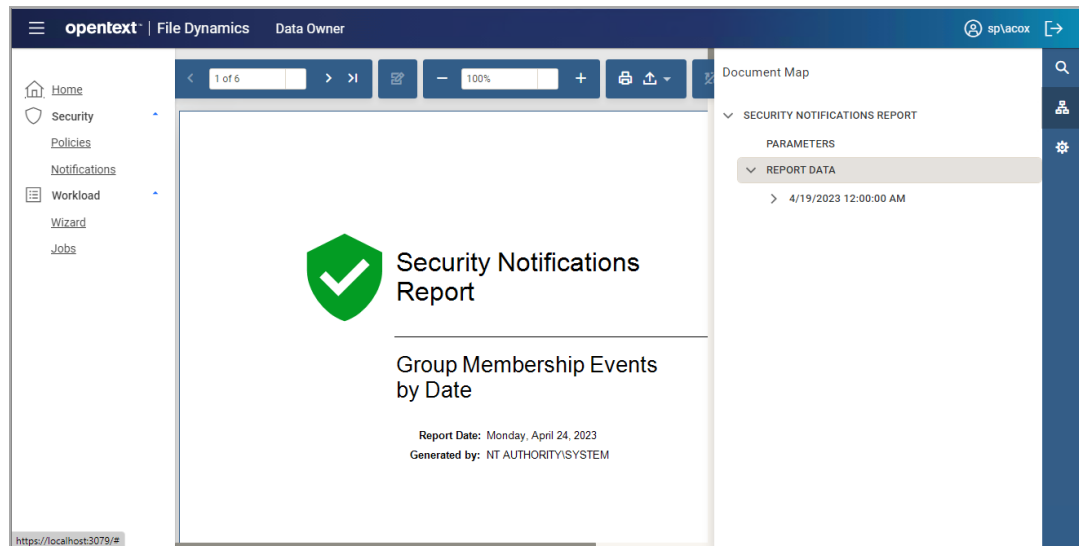 opentext™ | File Dynamics Data Owner sp\acox
Home
Security
Policies
Notifications
Workload
Wizard
Jobs
1 of 6 100%
Security Notifications
Report
Group Membership Events
by Date
Report Date: Monday, April 24, 2023
Generated by: NT AUTHORITY\SYSTEM
Document Map
SECURITY NOTIFICATIONS REPORT
PARAMETERS
REPORT DATA
4/19/2023 12:00:00 AM
https://localhost:3079/#